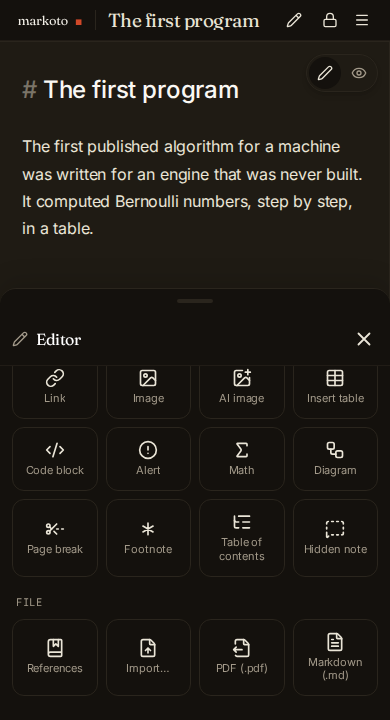 markoto
The first program
# The first program
The first published algorithm for a machine
was written for an engine that was never built.
It computed Bernoulli numbers, step by step,
in a table.
Editor
Link
Image
AI image
Insert table
Code block
Alert
Math
Diagram
Page break
Footnote
Table of
contents
Hidden note
FILE
References
Import...
PDF (.pdf)
Markdown
(.md)